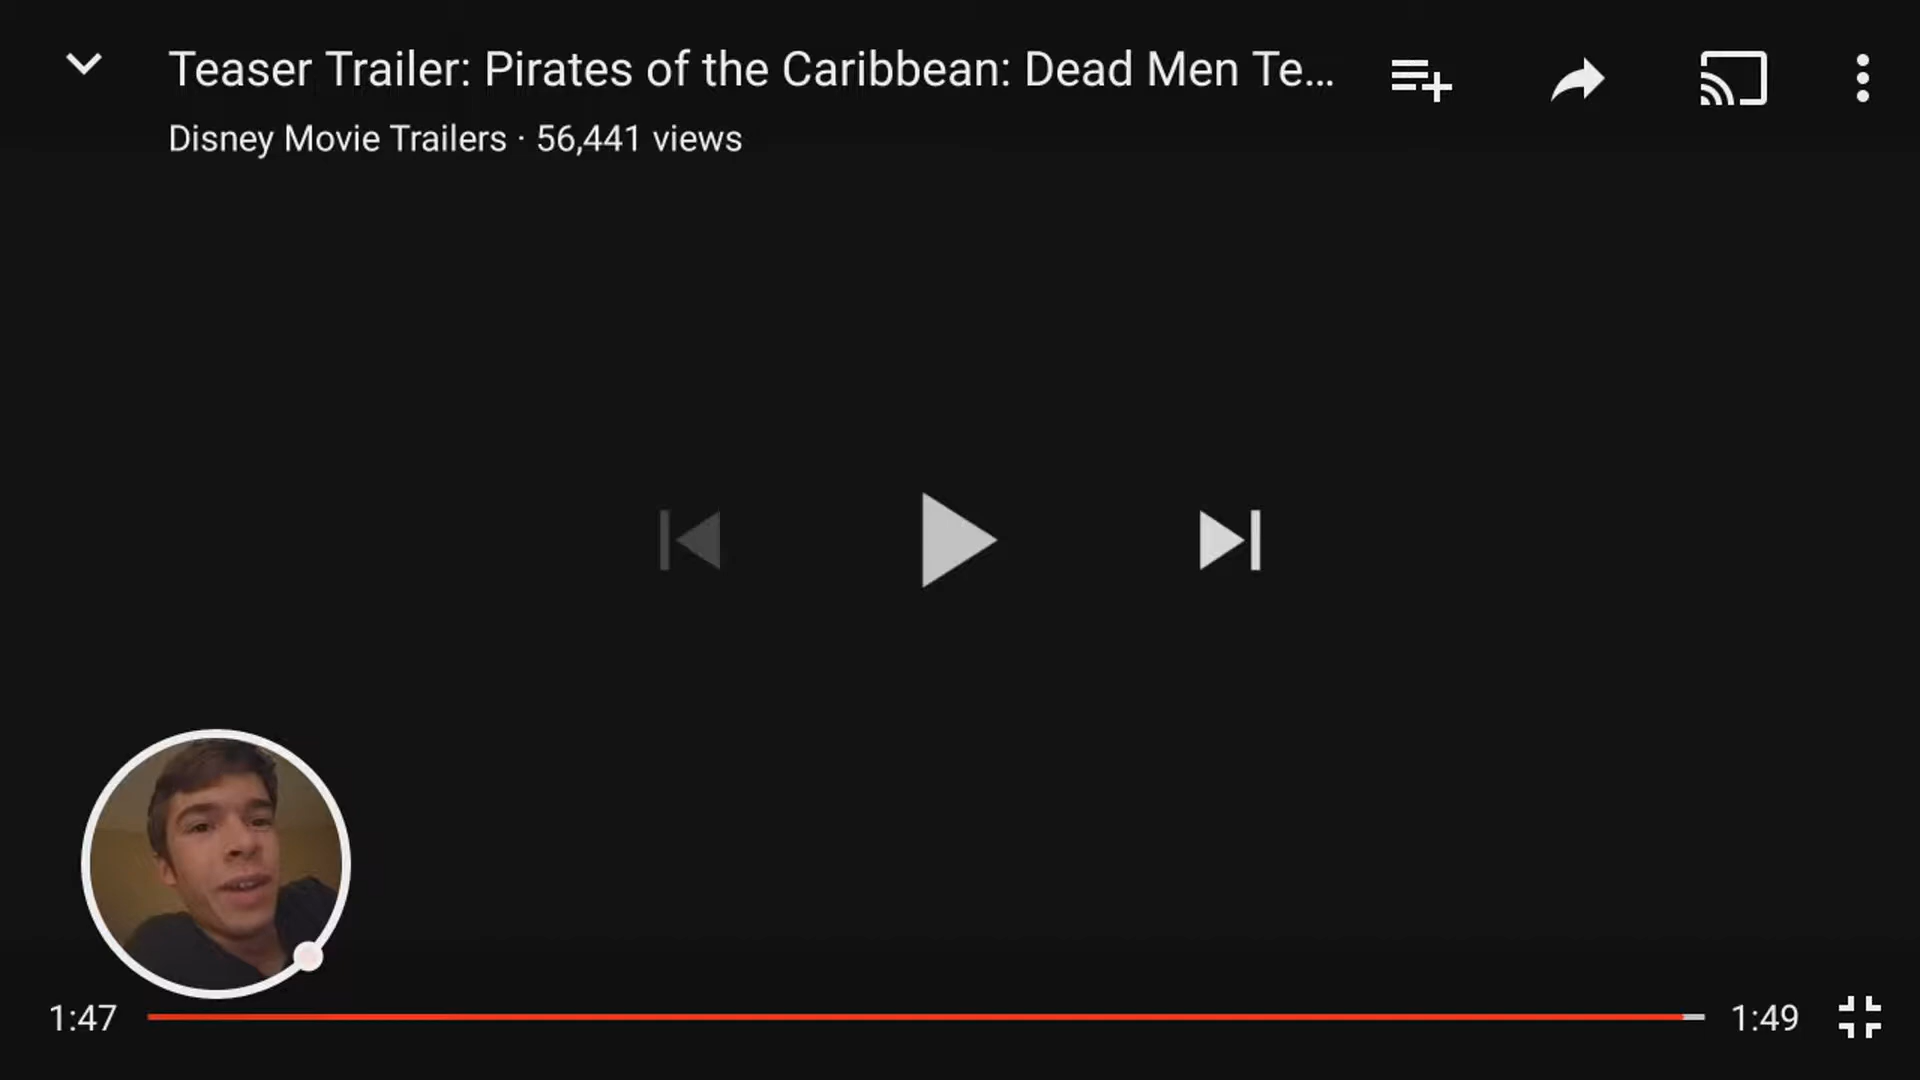 Teaser Trailer: Pirates of the Caribbean: Dead Men Te...
Disney Movie Trailers · 56,441 views
1:47
1:49